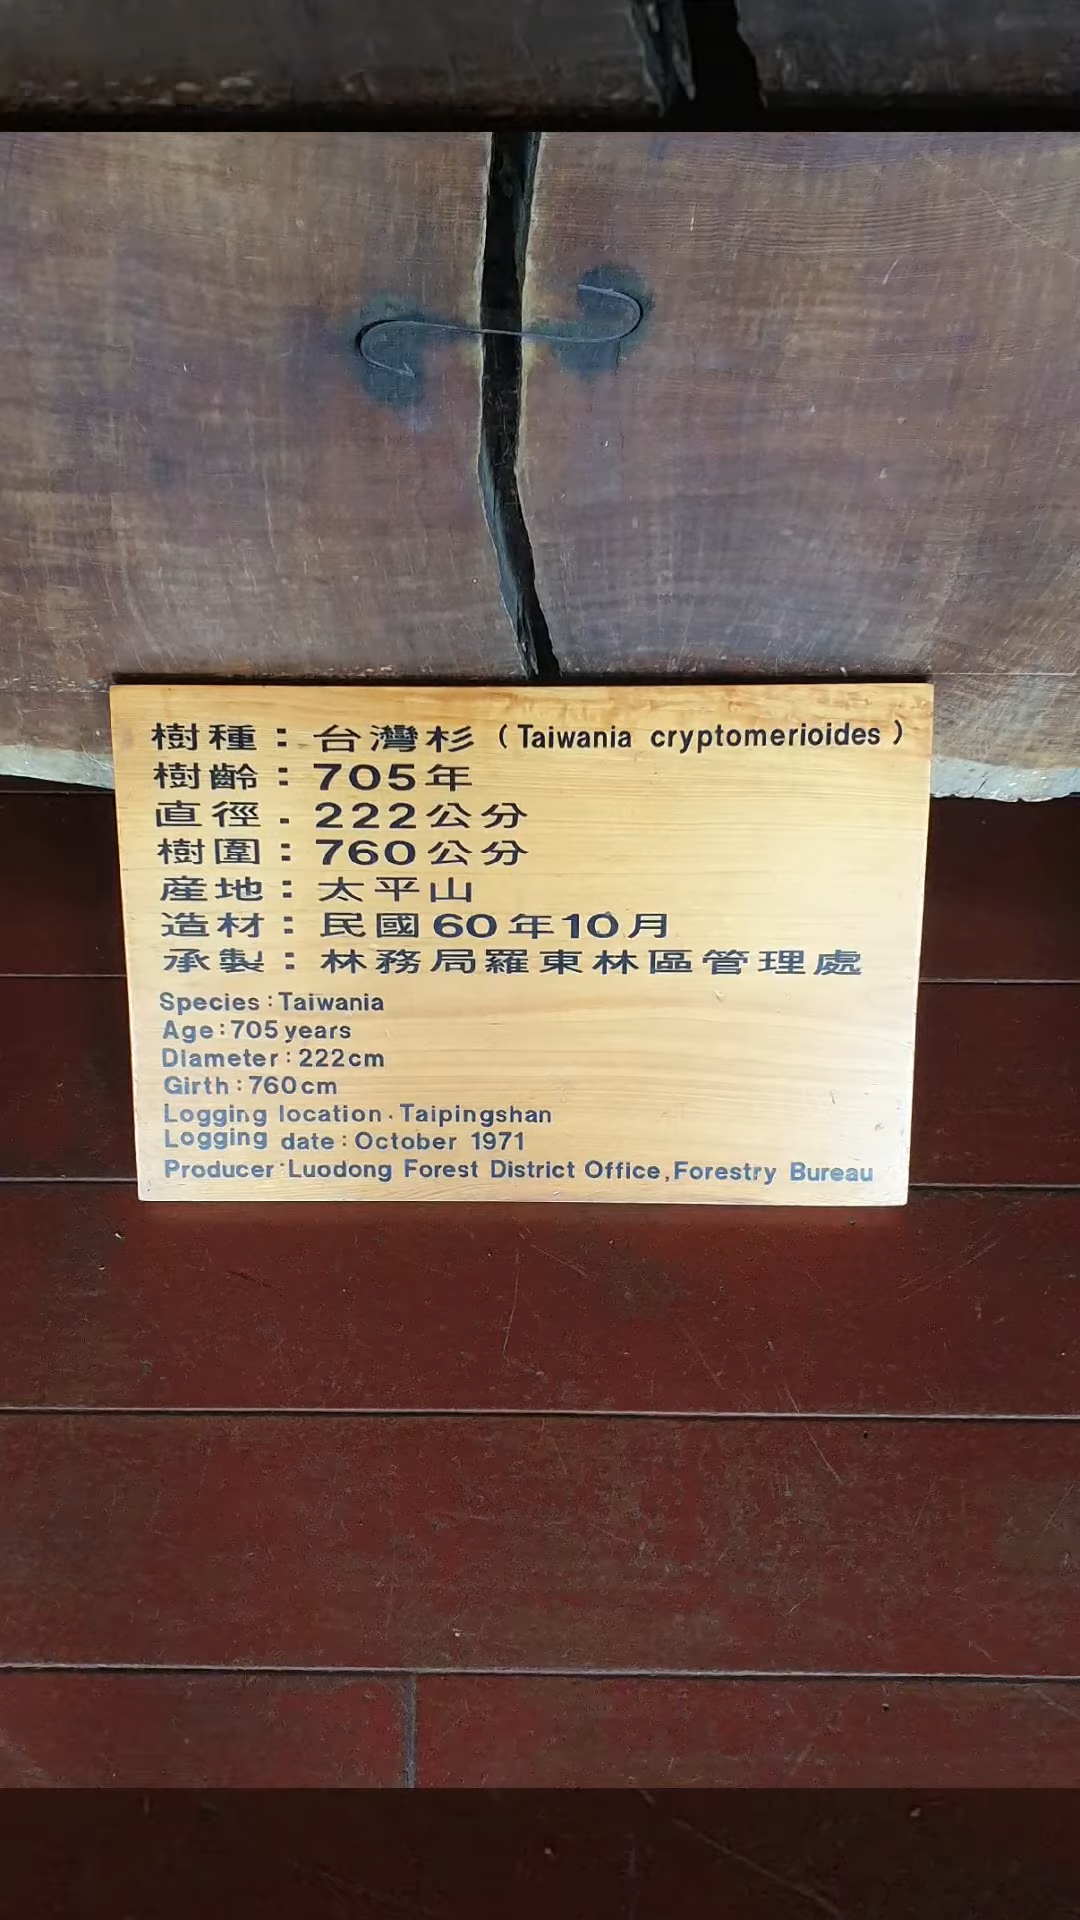 樹種：台灣杉（Taiwania cryptomerioides）
樹齡：705年
直徑：222公分
樹圍：760公分
産地：太平山
造材：民國60年10月
承製：林務局羅東林區管理處
Species：Taiwania
Age：705 years
Diameter：222cm
Girth：760cm
Logging location：Taipingshan
Logging date：October 1971
Producer：Luodong Forest District Office, Forestry Bureau